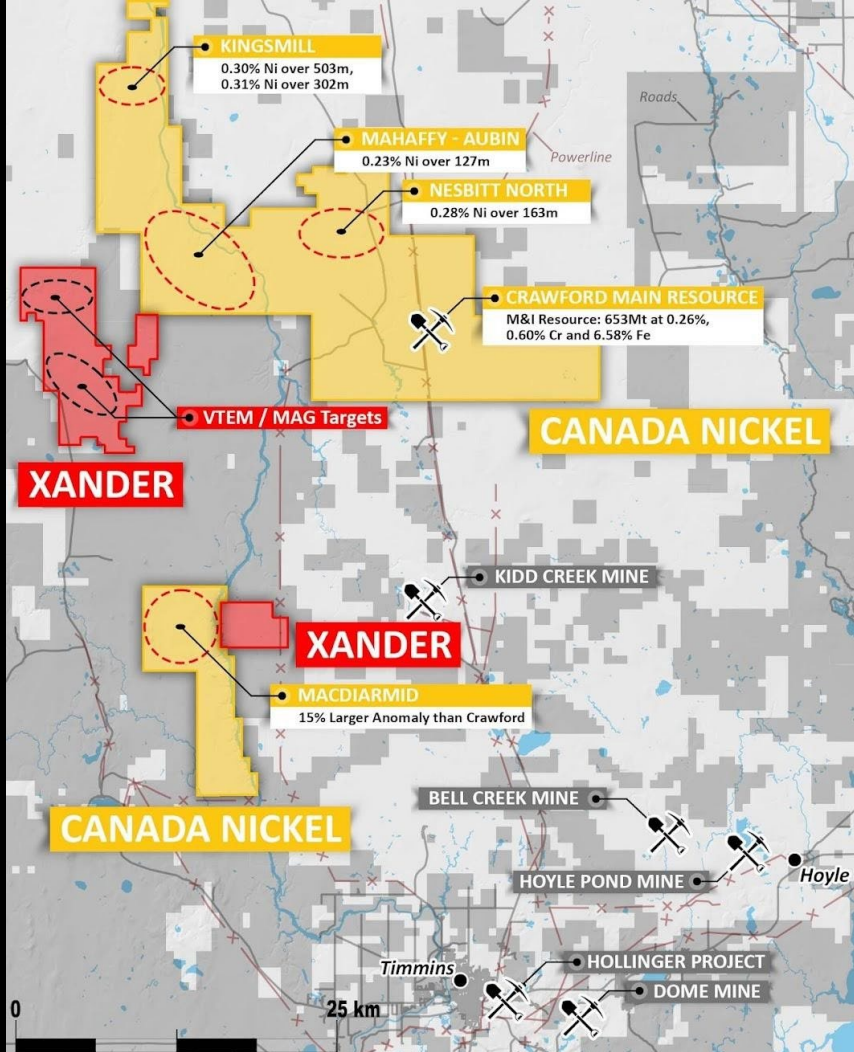 KINGSMILL
0.30% Ni over 503m,
0.31% Ni over 302m
Roads
MAHAFFY - AUBIN
0.23% Ni over 127m
Powerline
NESBITT NORTH
0.28% Ni over 163m
CRAWFORD MAIN RESOURCE
M&I Resource: 653Mt at 0.26%,
0.60% Cr and 6.58% Fe
VTEM / MAG Targets
CANADA NICKEL
XANDER
KIDD CREEK MINE
XANDER
MACDIARMID
15% Larger Anomaly than Crawford
BELL CREEK MINE
CANADA NICKEL
HOYLE POND MINE
Hoyle
Timmins
HOLLINGER PROJECT
DOME MINE
0
25 km